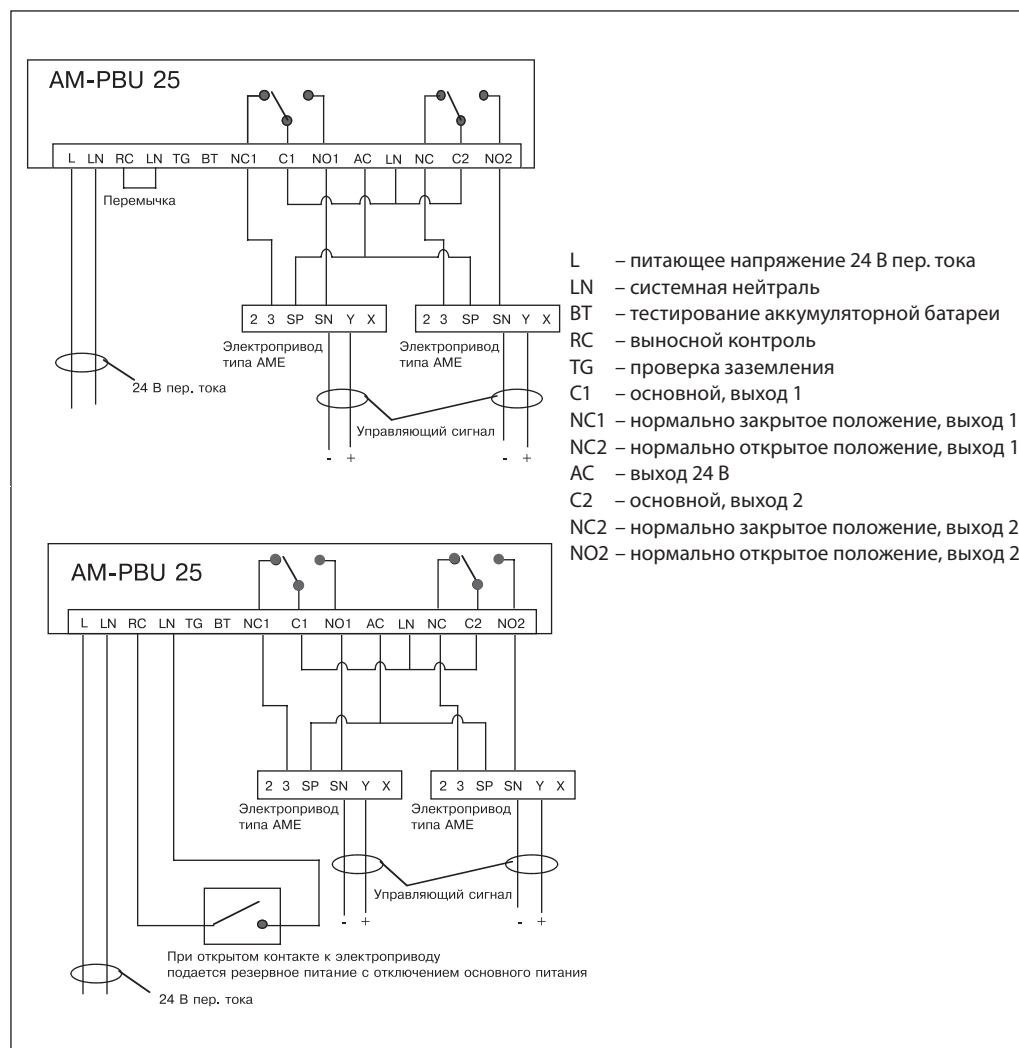 AM-PBU 25
L LN RC LN TG BT NC1 C1 NO1 AC LN NC C2 NO2
Перемычка
2 3 SP SN Y X
2 3 SP SN Y X
Электропривод
типа АМЕ
Электропривод
типа АМЕ
24 В пер. тока
Управляющий сигнал
- +
- +
L – питающее напряжение 24 В пер. тока
LN – системная нейтраль
BT – тестирование аккумуляторной батареи
RC – выносной контроль
TG – проверка заземления
C1 – основной, выход 1
NC1 – нормально закрытое положение, выход 1
NC2 – нормально открытое положение, выход 1
AC – выход 24 В
C2 – основной, выход 2
NC2 – нормально закрытое положение, выход 2
NO2 – нормально открытое положение, выход 2
AM-PBU 25
L LN RC LN TG BT NC1 C1 NO1 AC LN NC C2 NO2
2 3 SP SN Y X
2 3 SP SN Y X
Электропривод
типа АМЕ
Электропривод
типа АМЕ
Управляющий сигнал
- +
- +
При открытом контакте к электроприводу
подается резервное питание с отключением основного питания
24 В пер. тока